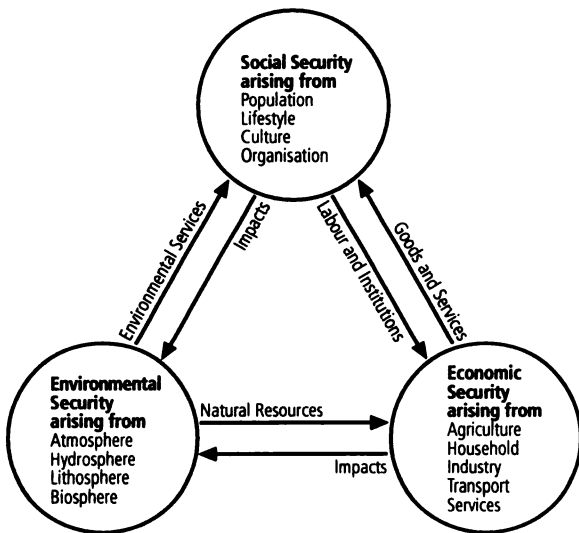 Social Security
arising from
Population
Lifestyle
Culture
Organisation
Environmental Services
Impacts
Labour and Institutions
Goods and Services
Environmental
Security
arising from
Atmosphere
Hydrosphere
Lithosphere
Biosphere
Natural Resources
Impacts
Economic
Security
arising from
Agriculture
Household
Industry
Transport
Services